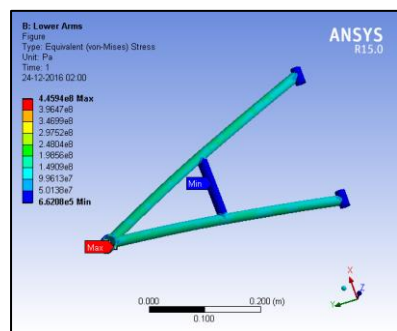 B: Lower Arms
Figure
Type: Equivalent (von-Mises) Stress
Unit: Pa
Time: 1
24-12-2016 02:00
ANSYS
R15.0
4.4594e8 Max
3.9647e8
3.4699e8
2.9752e8
2.4804e8
1.9856e8
1.4909e8
9.9613e7
5.0138e7
6.6208e5 Min
Min
Max
0.000
0.200 (m)
0.100
X
Y
Z